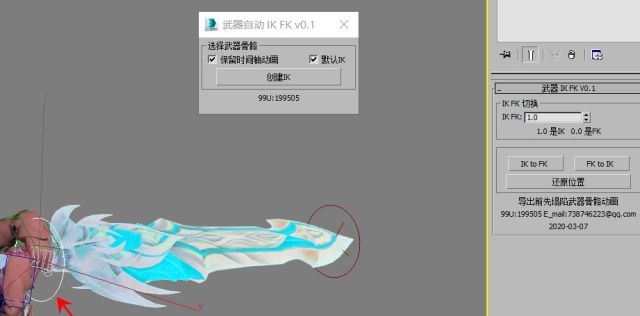 武器自动 IK FK v0.1
选择武器骨骼
保留时间轴动画
默认IK
创建IK
99U:199505
武器 IK FK V0.1
IK FK 切换
IK FK: 1.0
1.0 是IK 0.0 是FK
IK to FK
FK to IK
还原位置
导出前先塌陷武器骨骼动画
99U:199505 E_mail:738746223@qq.com
2020-03-07
y